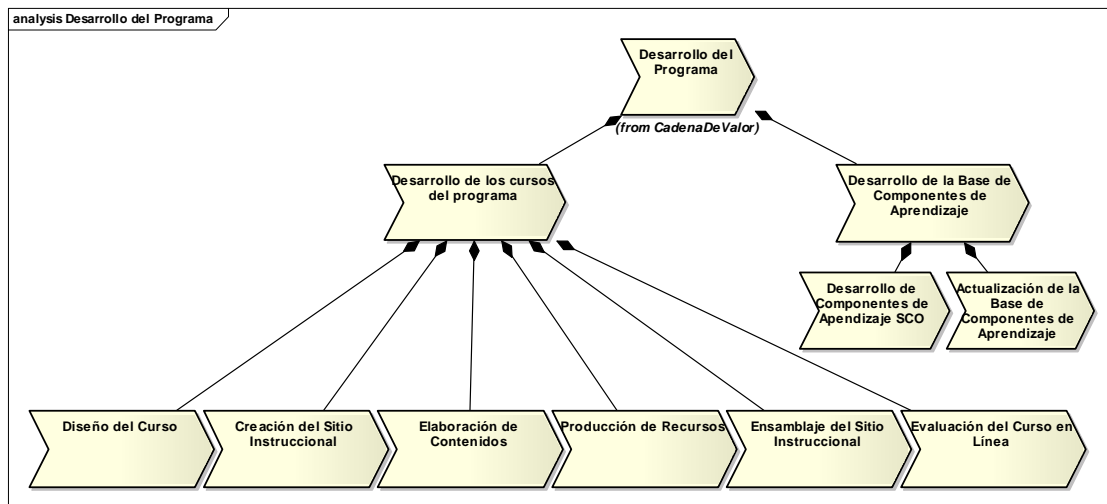 analysis Desarrollo del Programa
Desarrollo del
Programa
(from CadenaDeValor)
Desarrollo de los cursos
del programa
Desarrollo de la Base de
Componentes de
Aprendizaje
Desarrollo de
Componentes de
Apendizaje SCO
Actualización de la
Base de
Componentes de
Aprendizaje
Diseño del Curso
Creación del Sitio
Instruccional
Elaboración de
Contenidos
Producción de Recursos
Ensamblaje del Sitio
Instruccional
Evaluación del Curso en
Línea